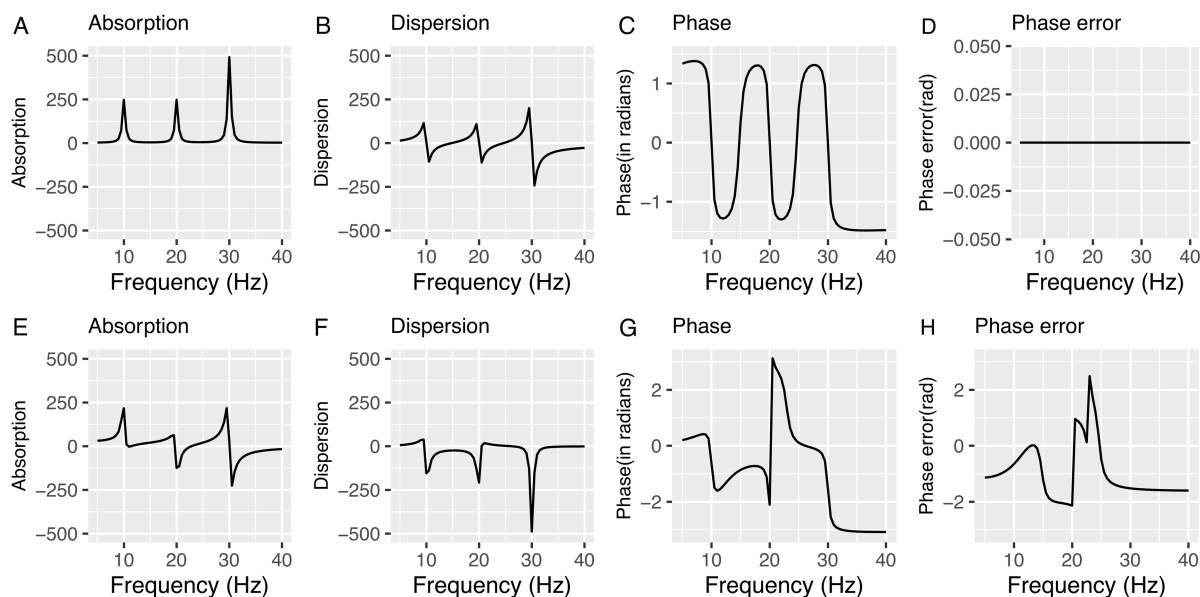 A Absorption
500
250
0
−250
−500
Absorption
10 20 30 40
Frequency (Hz)
B Dispersion
500
250
0
−250
−500
Dispersion
10 20 30 40
Frequency (Hz)
C Phase
1
0
−1
Phase(in radians)
10 20 30 40
Frequency (Hz)
D Phase error
0.050
0.025
0.000
−0.025
−0.050
Phase error(rad)
10 20 30 40
Frequency (Hz)
E Absorption
500
250
0
−250
−500
Absorption
10 20 30 40
Frequency (Hz)
F Dispersion
500
250
0
−250
−500
Dispersion
10 20 30 40
Frequency (Hz)
G Phase
2
0
−2
Phase(in radians)
10 20 30 40
Frequency (Hz)
H Phase error
2
0
−2
Phase error(rad)
10 20 30 40
Frequency (Hz)